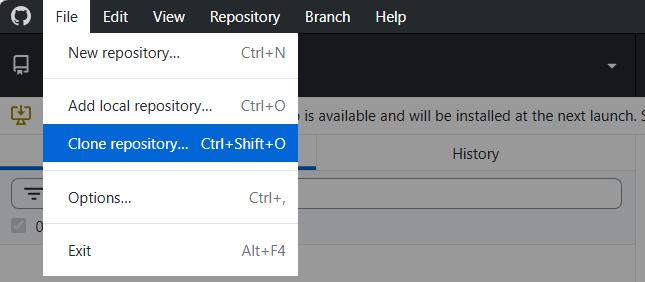 File Edit View Repository Branch Help
New repository... Ctrl+N
Add local repository... Ctrl+O
is available and will be installed at the next launch.
Clone repository... Ctrl+Shift+O
History
Options... Ctrl+,
0
Exit Alt+F4